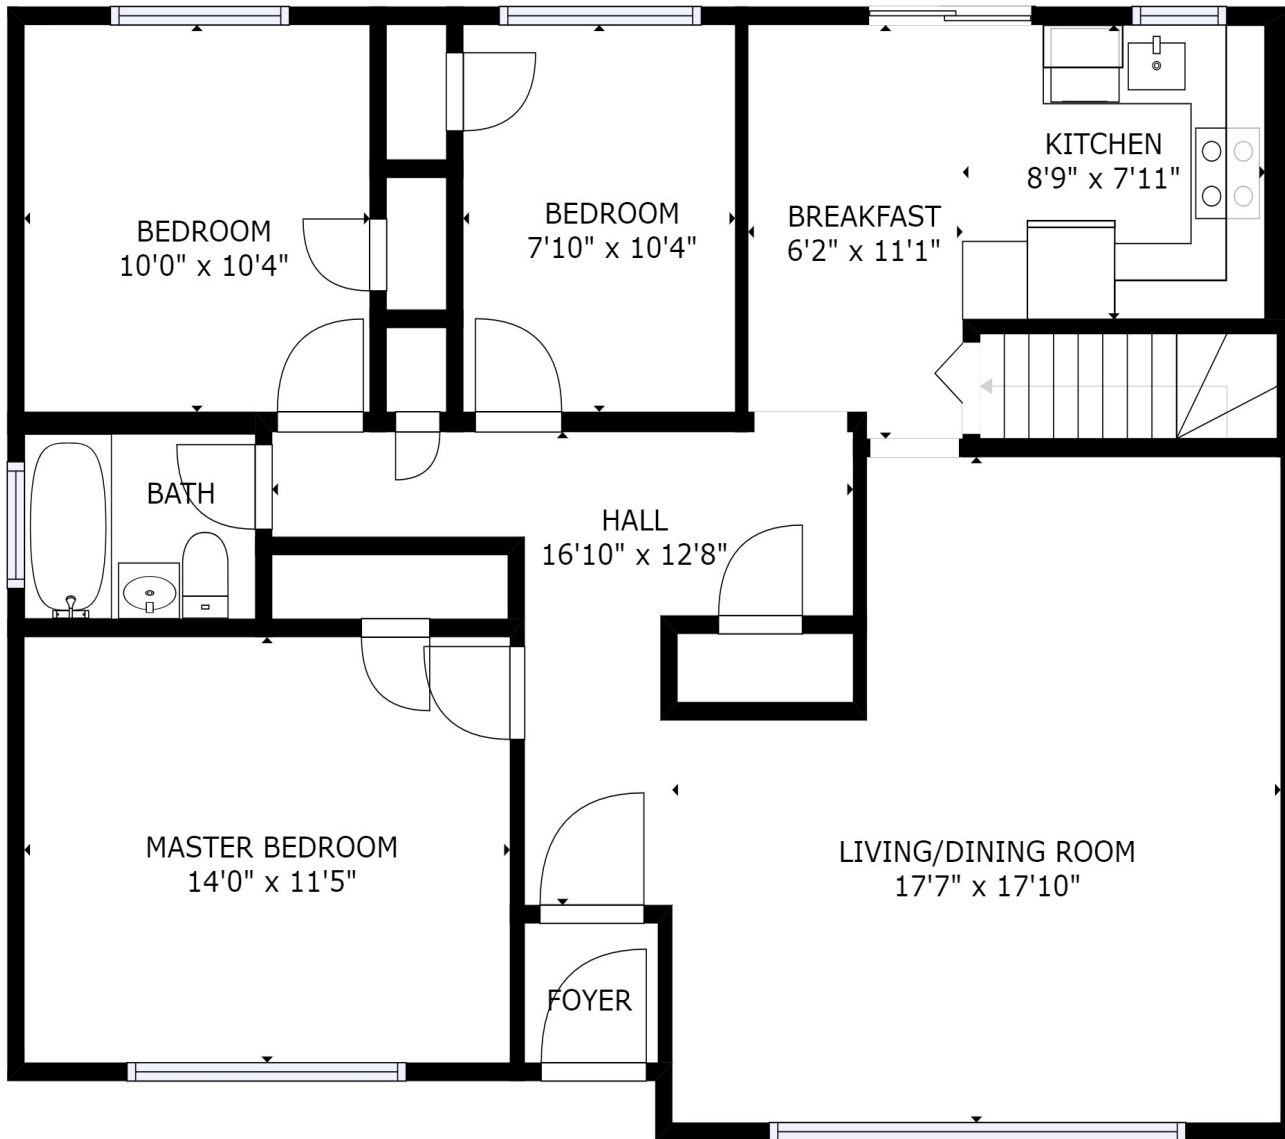 BEDROOM
10'0" x 10'4"
BEDROOM
7'10" x 10'4"
BREAKFAST
6'2" x 11'1"
KITCHEN
8'9" x 7'11"
BATH
HALL
16'10" x 12'8"
MASTER BEDROOM
14'0" x 11'5"
LIVING/DINING ROOM
17'7" x 17'10"
FOYER